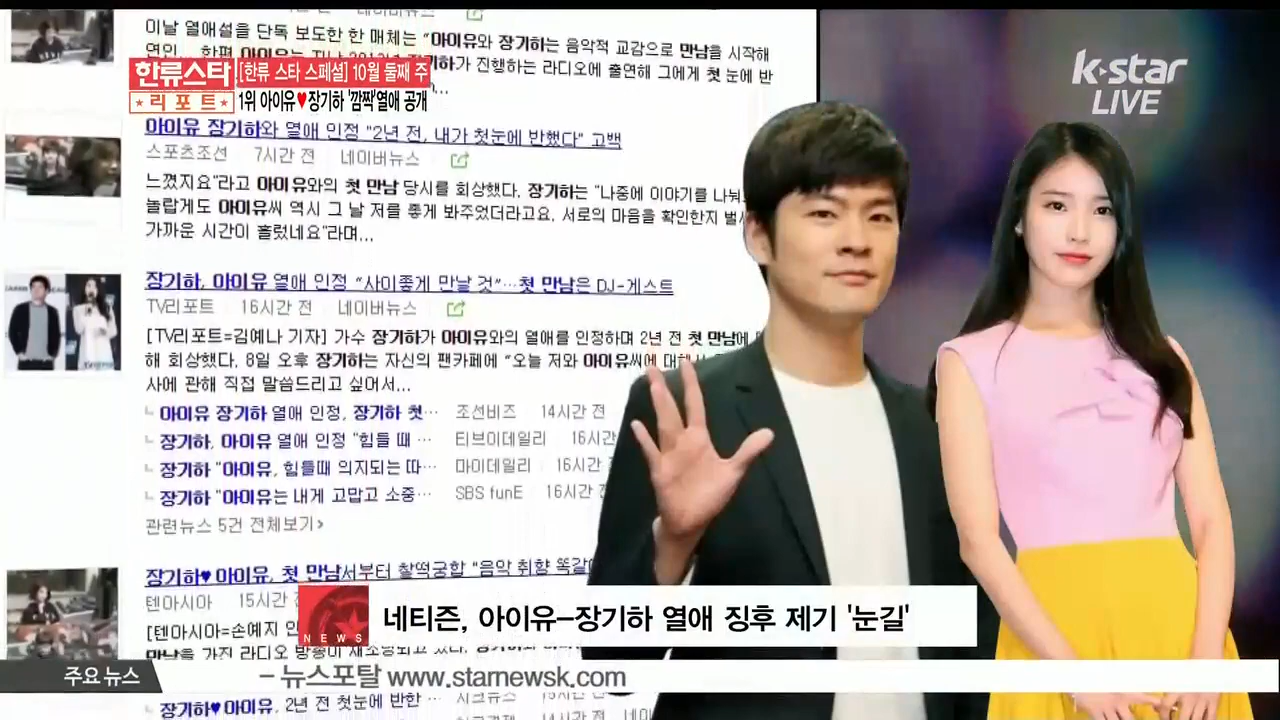 이날 열애설을 단독 보도한 한 매체는 "아이유와 장기하는 음악적 교감으로 만남을 시작해
한류스타
리포트
[한류 스타 스페셜] 10월 둘째 주
1위 아이유♥장기하 '깜짝'열애 공개
하가 진행하는 라디오에 출연해 그에게 첫 눈에 반
k·star
LIVE
아이유 장기하와 열애 인정 "2년 전, 내가 첫눈에 반했다" 고백
스포츠조선 7시간 전 네이버뉴스
느꼈지요"라고 아이유와의 첫 만남 당시를 회상했다. 장기하는 "나중에 이야기를 나눠
놀랍게도 아이유씨 역시 그 날 저를 좋게 봐주었더라고요. 서로의 마음을 확인한지 벌써
가까운 시간이 흘렀네요"라며...
장기하, 아이유 열애 인정 "사이좋게 만날 것"…첫 만남은 DJ-게스트
TV리포트 16시간 전 네이버뉴스
[TV리포트=김예나 기자] 가수 장기하가 아이유와의 열애를 인정하며 2년 전 첫 만남에
해 회상했다. 8일 오후 장기하는 자신의 팬카페에 "오늘 저와 아이유씨에 대해서
사에 관해 직접 말씀드리고 싶어서...
아이유 장기하 열애 인정, 장기하 첫… 조선비즈 14시간 전
장기하, 아이유 열애 인정 "힘들 때 … 티브이데일리 16시간
장기하 "아이유, 힘들때 의지되는 따… 마이데일리 16시간
장기하 "아이유는 내게 고맙고 소중… SBS funE 16시간
관련뉴스 5건 전체보기>
장기하♥아이유, 첫 만남서부터 찰떡궁합 "음악 취향 똑같
텐아시아 15시간
[텐아시아=손예지 인
NEWS
네티즌, 아이유-장기하 열애 징후 제기 '눈길'
주요뉴스
- 뉴스포탈 www.starnewsk.com
장기하♥아이유, 2년 전 첫눈에 반한